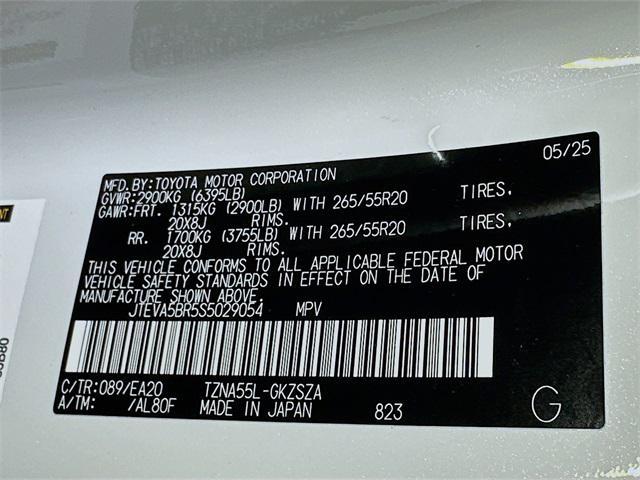 MFD.BY:TOYOTA MOTOR CORPORATION 05/25
GVWR:2900KG (6395LB)
GAWR:FRT. 1315KG (2900LB) WITH 265/55R20 TIRES,
20X8J RIMS.
RR. 1700KG (3755LB) WITH 265/55R20 TIRES,
20X8J RIMS.
THIS VEHICLE CONFORMS TO ALL APPLICABLE FEDERAL MOTOR
VEHICLE SAFETY STANDARDS IN EFFECT ON THE DATE OF
MANUFACTURE SHOWN ABOVE.
JTEVA5BR5S5029054 MPV
C/TR:089/EA20 TZNA55L-GKZSZA
A/TM: /AL80F MADE IN JAPAN 823
G